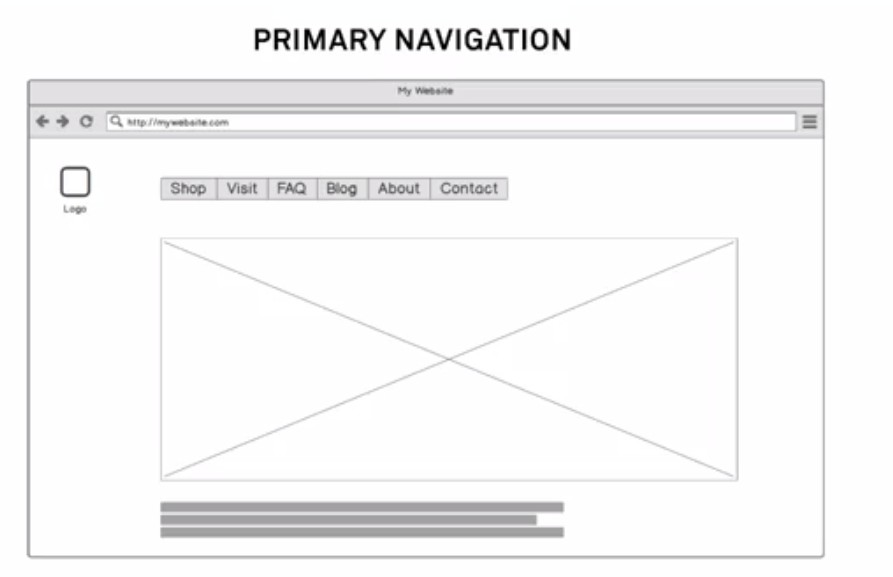 PRIMARY NAVIGATION
My Website
http://mywebsite.com
Shop Visit FAQ Blog About Contact
Logo